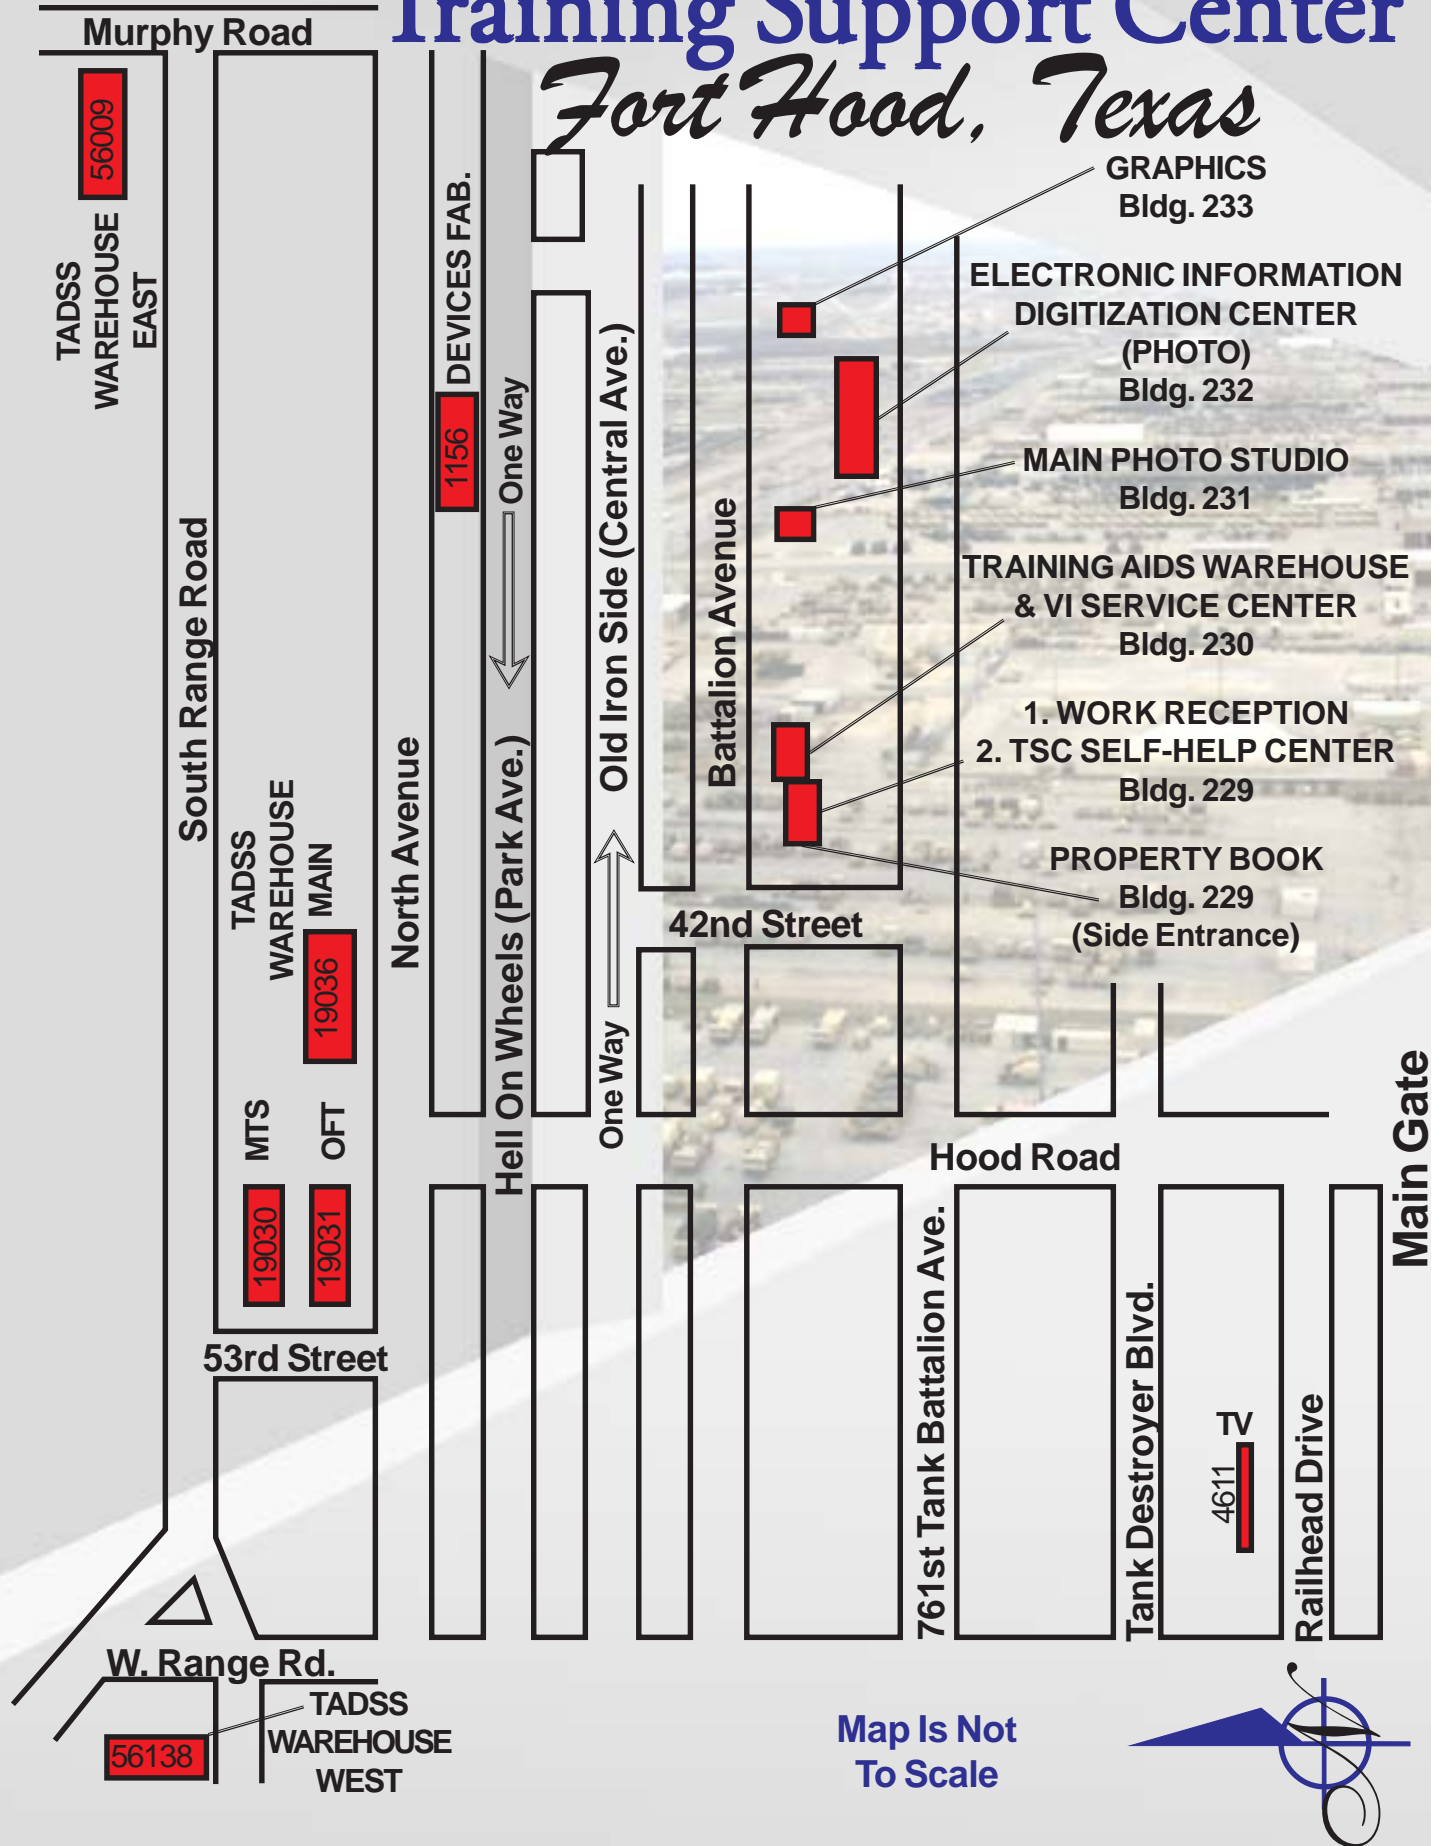 Training Support Center
Fort Hood, Texas
Murphy Road
56009
TADSS
WAREHOUSE
EAST
South Range Road
TADSS
WAREHOUSE
MAIN
19036
MTS
19030
OFT
19031
53rd Street
North Avenue
DEVICES FAB.
1156
One Way
Hell On Wheels (Park Ave.)
Old Iron Side (Central Ave.)
One Way
Battalion Avenue
42nd Street
GRAPHICS
Bldg. 233
ELECTRONIC INFORMATION
DIGITIZATION CENTER
(PHOTO)
Bldg. 232
MAIN PHOTO STUDIO
Bldg. 231
TRAINING AIDS WAREHOUSE
& VI SERVICE CENTER
Bldg. 230
1. WORK RECEPTION
2. TSC SELF-HELP CENTER
Bldg. 229
PROPERTY BOOK
Bldg. 229
(Side Entrance)
Hood Road
Main Gate
761st Tank Battalion Ave.
Tank Destroyer Blvd.
TV
4611
Railhead Drive
W. Range Rd.
TADSS
WAREHOUSE
WEST
56138
Map Is Not
To Scale